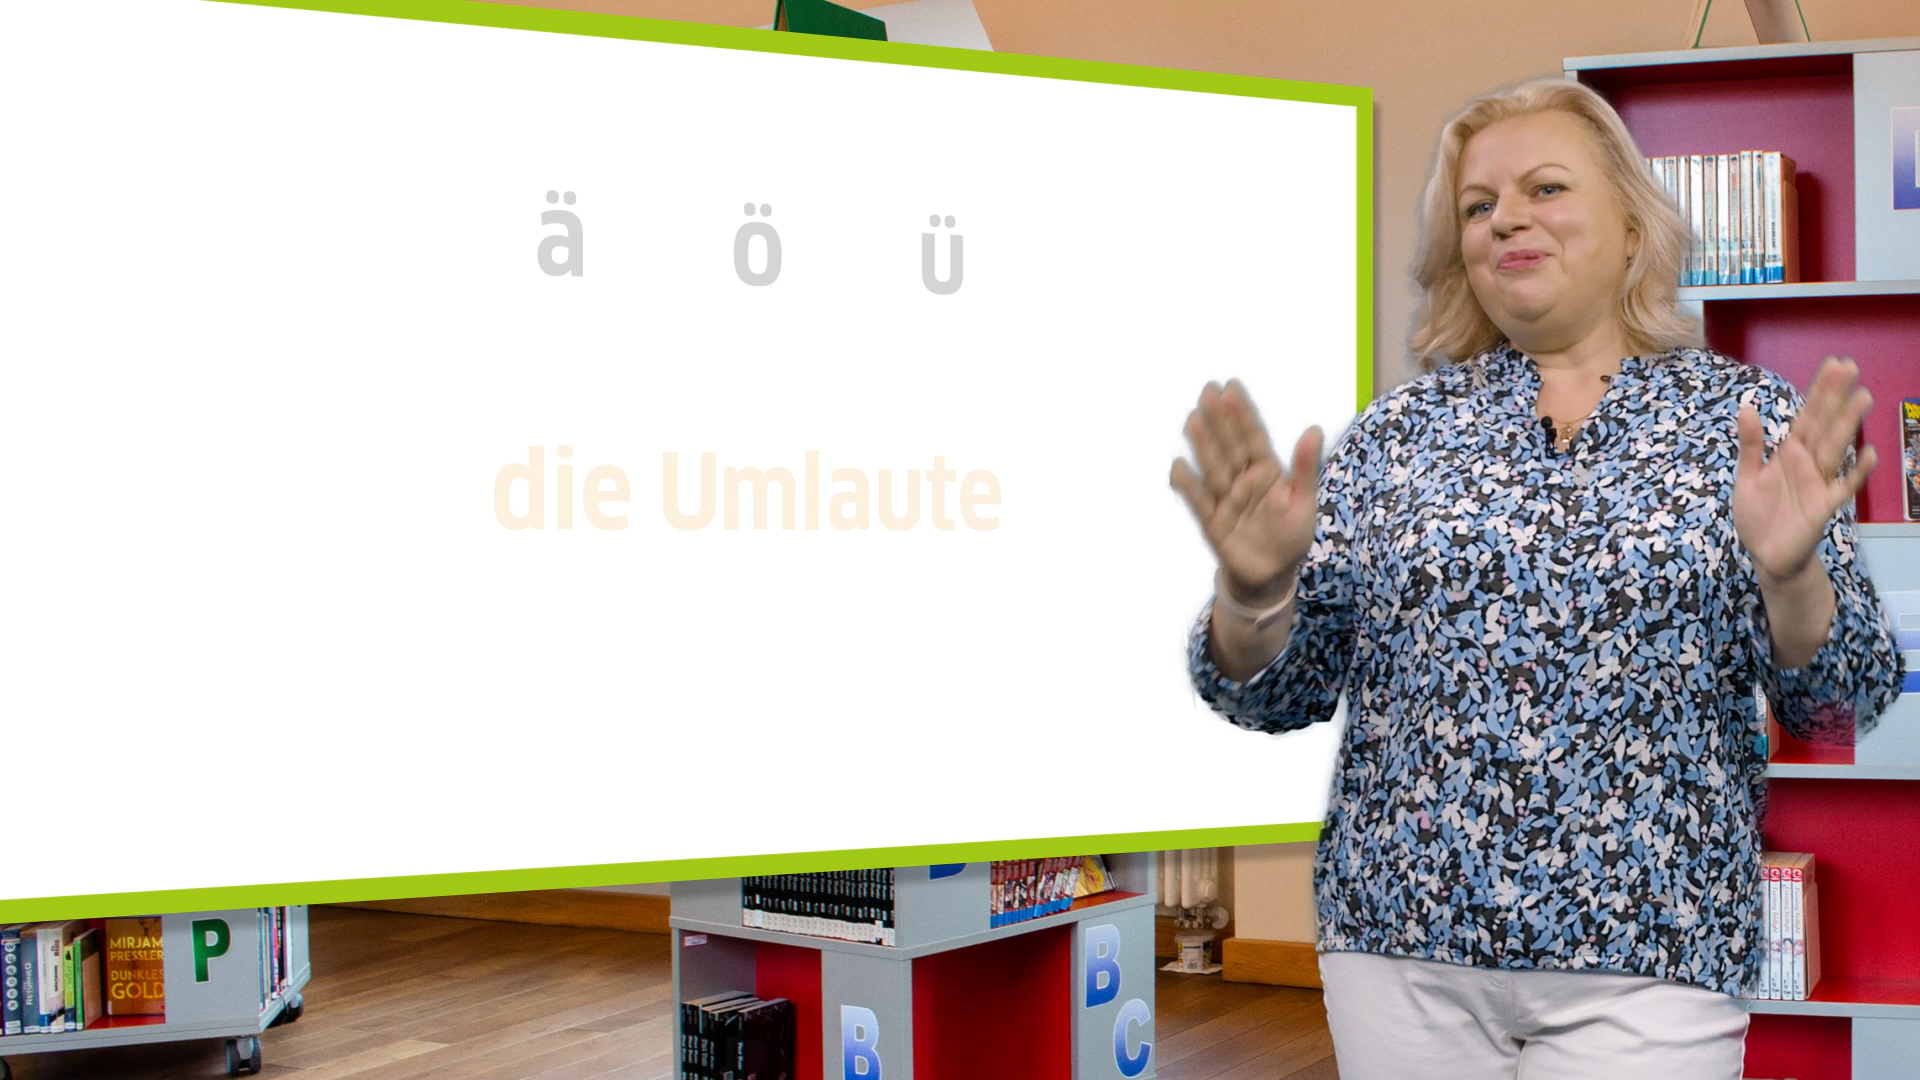 ä ö ü
die Umlaute
MIRJAM
PRESSLER
DUNKLES
GOLD
P
B
B
C